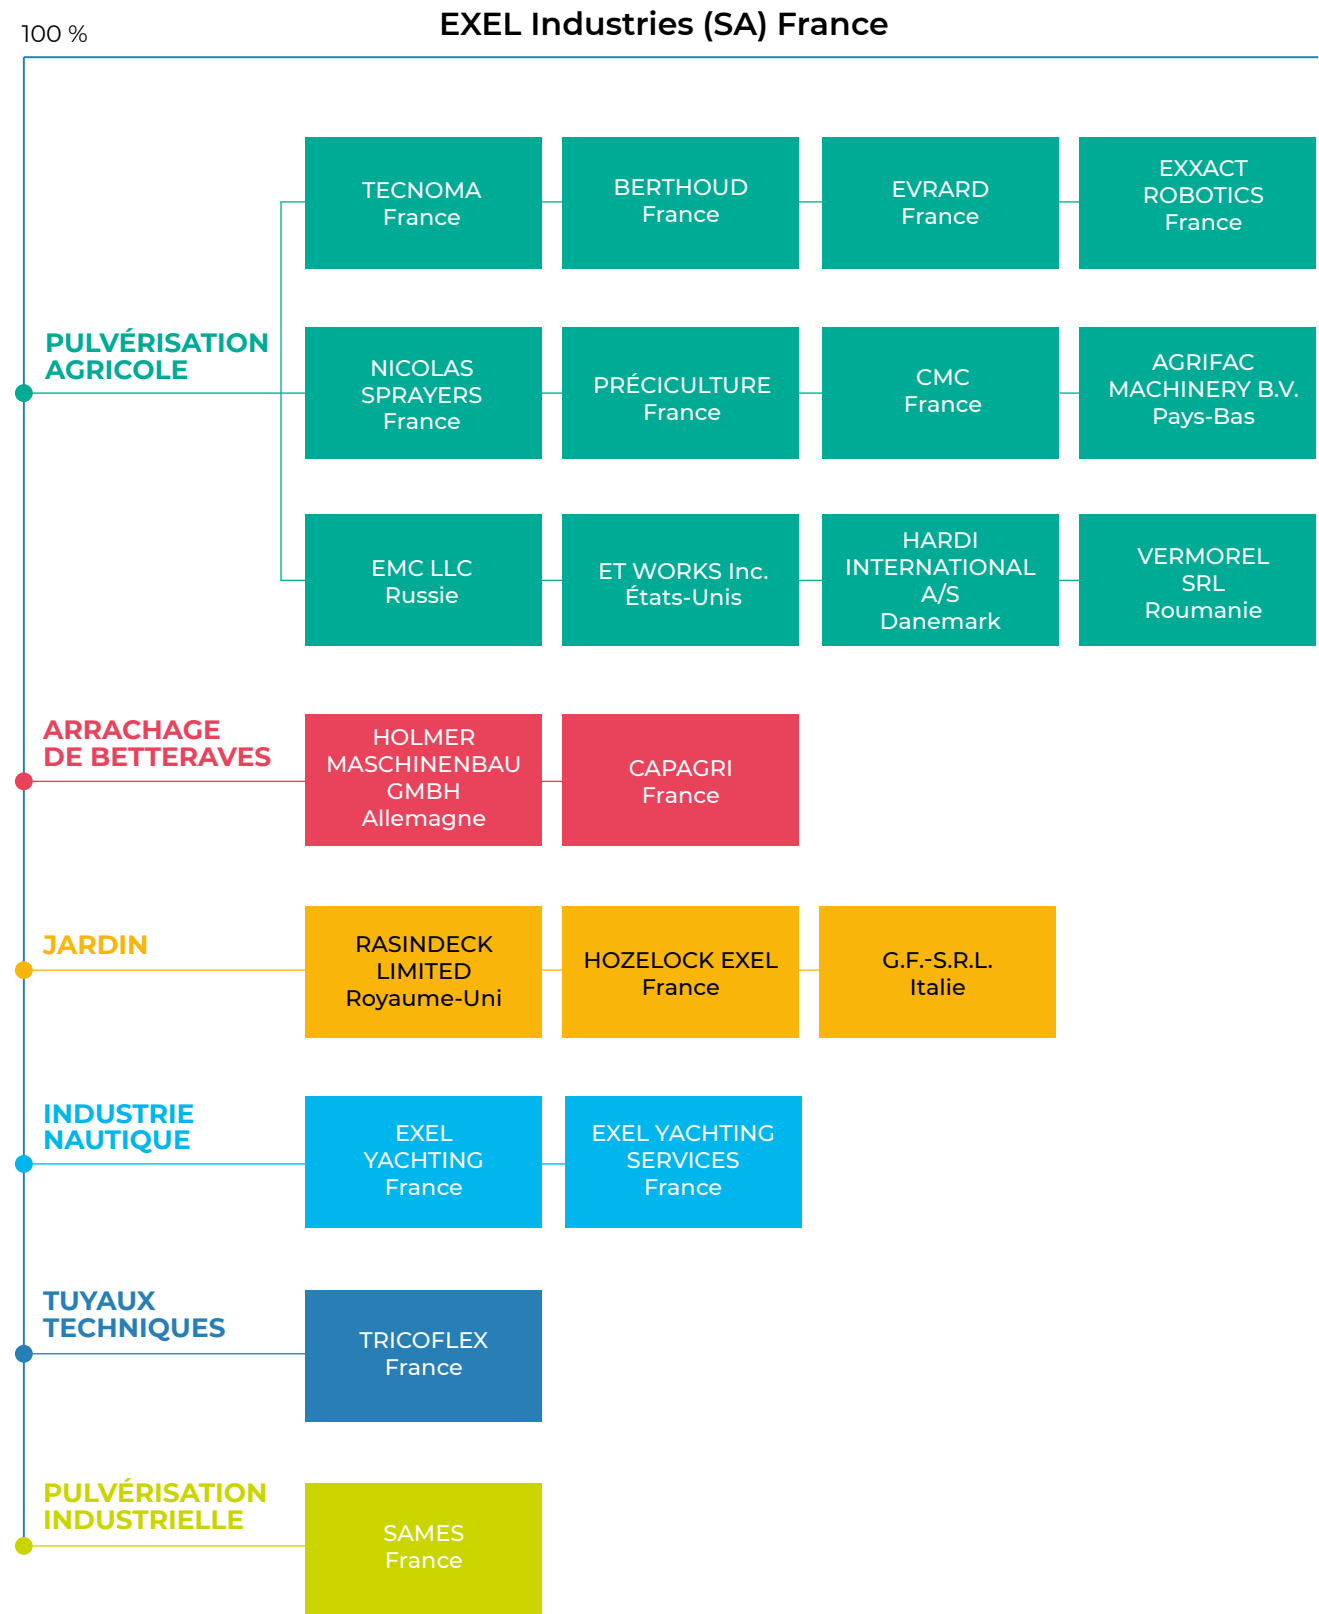 EXEL Industries (SA) France
100 %
PULVÉRISATION
AGRICOLE
TECNOMA
France
BERTHOUD
France
EVRARD
France
EXXACT
ROBOTICS
France
NICOLAS
SPRAYERS
France
PRÉCICULTURE
France
CMC
France
AGRIFAC
MACHINERY B.V.
Pays-Bas
EMC LLC
Russie
ET WORKS Inc.
États-Unis
HARDI
INTERNATIONAL
A/S
Danemark
VERMOREL
SRL
Roumanie
ARRACHAGE
DE BETTERAVES
HOLMER
MASCHINENBAU
GMBH
Allemagne
CAPAGRI
France
JARDIN
RASINDECK
LIMITED
Royaume-Uni
HOZELOCK EXEL
France
G.F.-S.R.L.
Italie
INDUSTRIE
NAUTIQUE
EXEL
YACHTING
France
EXEL YACHTING
SERVICES
France
TUYAUX
TECHNIQUES
TRICOFLEX
France
PULVÉRISATION
INDUSTRIELLE
SAMES
France